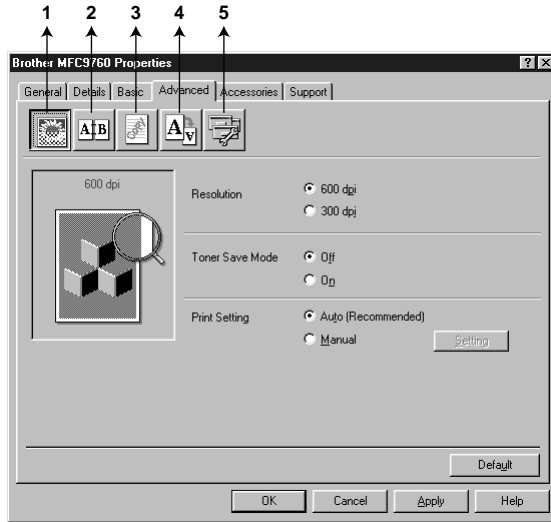 1 2 3 4 5
Brother MFC9760 Properties
General Details Basic Advanced Accessories Support
A B COPY A A
600 dpi
Resolution
600 dpi
300 dpi
Toner Save Mode
Off
On
Print Setting
Auto (Recommended)
Manual
Setting
Default
OK Cancel Apply Help